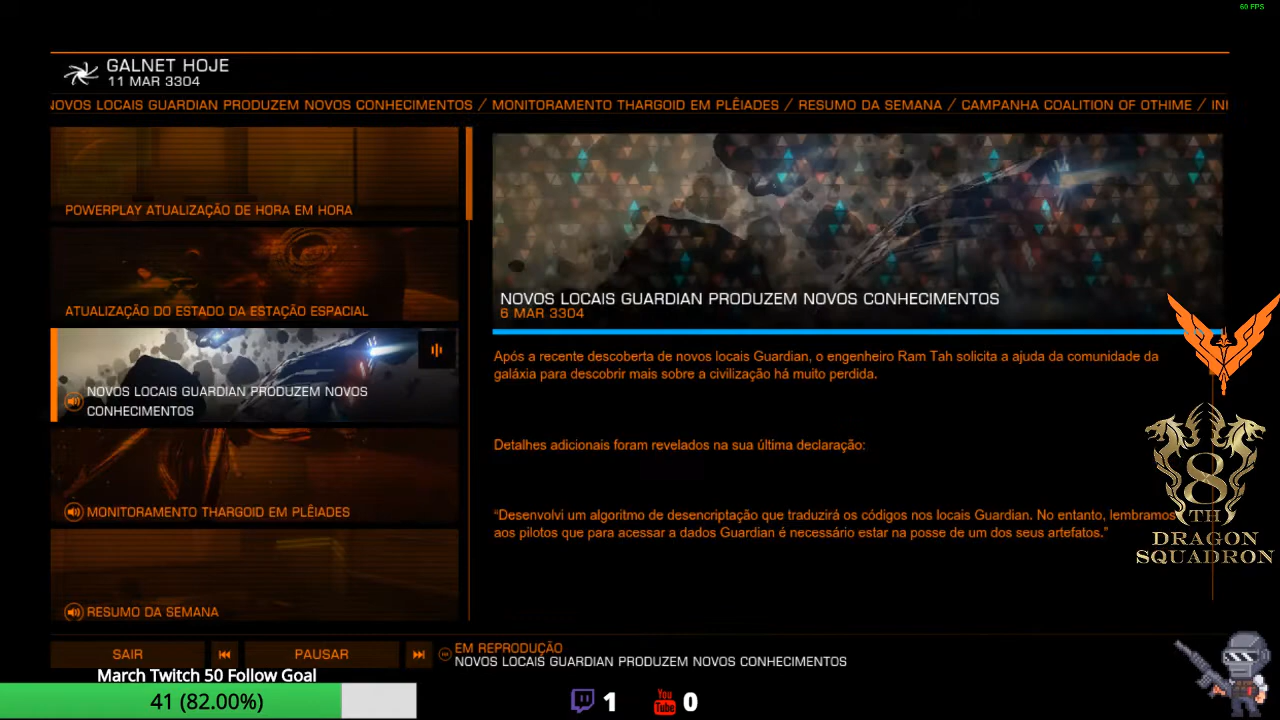 60 FPS
GALNET HOJE
11 MAR 3304
NOVOS LOCAIS GUARDIAN PRODUZEM NOVOS CONHECIMENTOS / MONITORAMENTO THARGOID EM PLÊIADES / RESUMO DA SEMANA / CAMPANHA COALITION OF OTHIME / INI
POWERPLAY ATUALIZAÇÃO DE HORA EM HORA
ATUALIZAÇÃO DO ESTADO DA ESTAÇÃO ESPACIAL
NOVOS LOCAIS GUARDIAN PRODUZEM NOVOS
CONHECIMENTOS
MONITORAMENTO THARGOID EM PLÊIADES
RESUMO DA SEMANA
NOVOS LOCAIS GUARDIAN PRODUZEM NOVOS CONHECIMENTOS
6 MAR 3304
Após a recente descoberta de novos locais Guardian, o engenheiro Ram Tah solicita a ajuda da comunidade da
galáxia para descobrir mais sobre a civilização há muito perdida.
Detalhes adicionais foram revelados na sua última declaração:
“Desenvolvi um algoritmo de desencriptação que traduzirá os códigos nos locais Guardian. No entanto, lembramos
aos pilotos que para acessar a dados Guardian é necessário estar na posse de um dos seus artefatos.”
8
TH
DRAGON
SQUADRON
SAIR
PAUSAR
EM REPRODUÇÃO
NOVOS LOCAIS GUARDIAN PRODUZEM NOVOS CONHECIMENTOS
March Twitch 50 Follow Goal
41 (82.00%)
1
You Tube
0